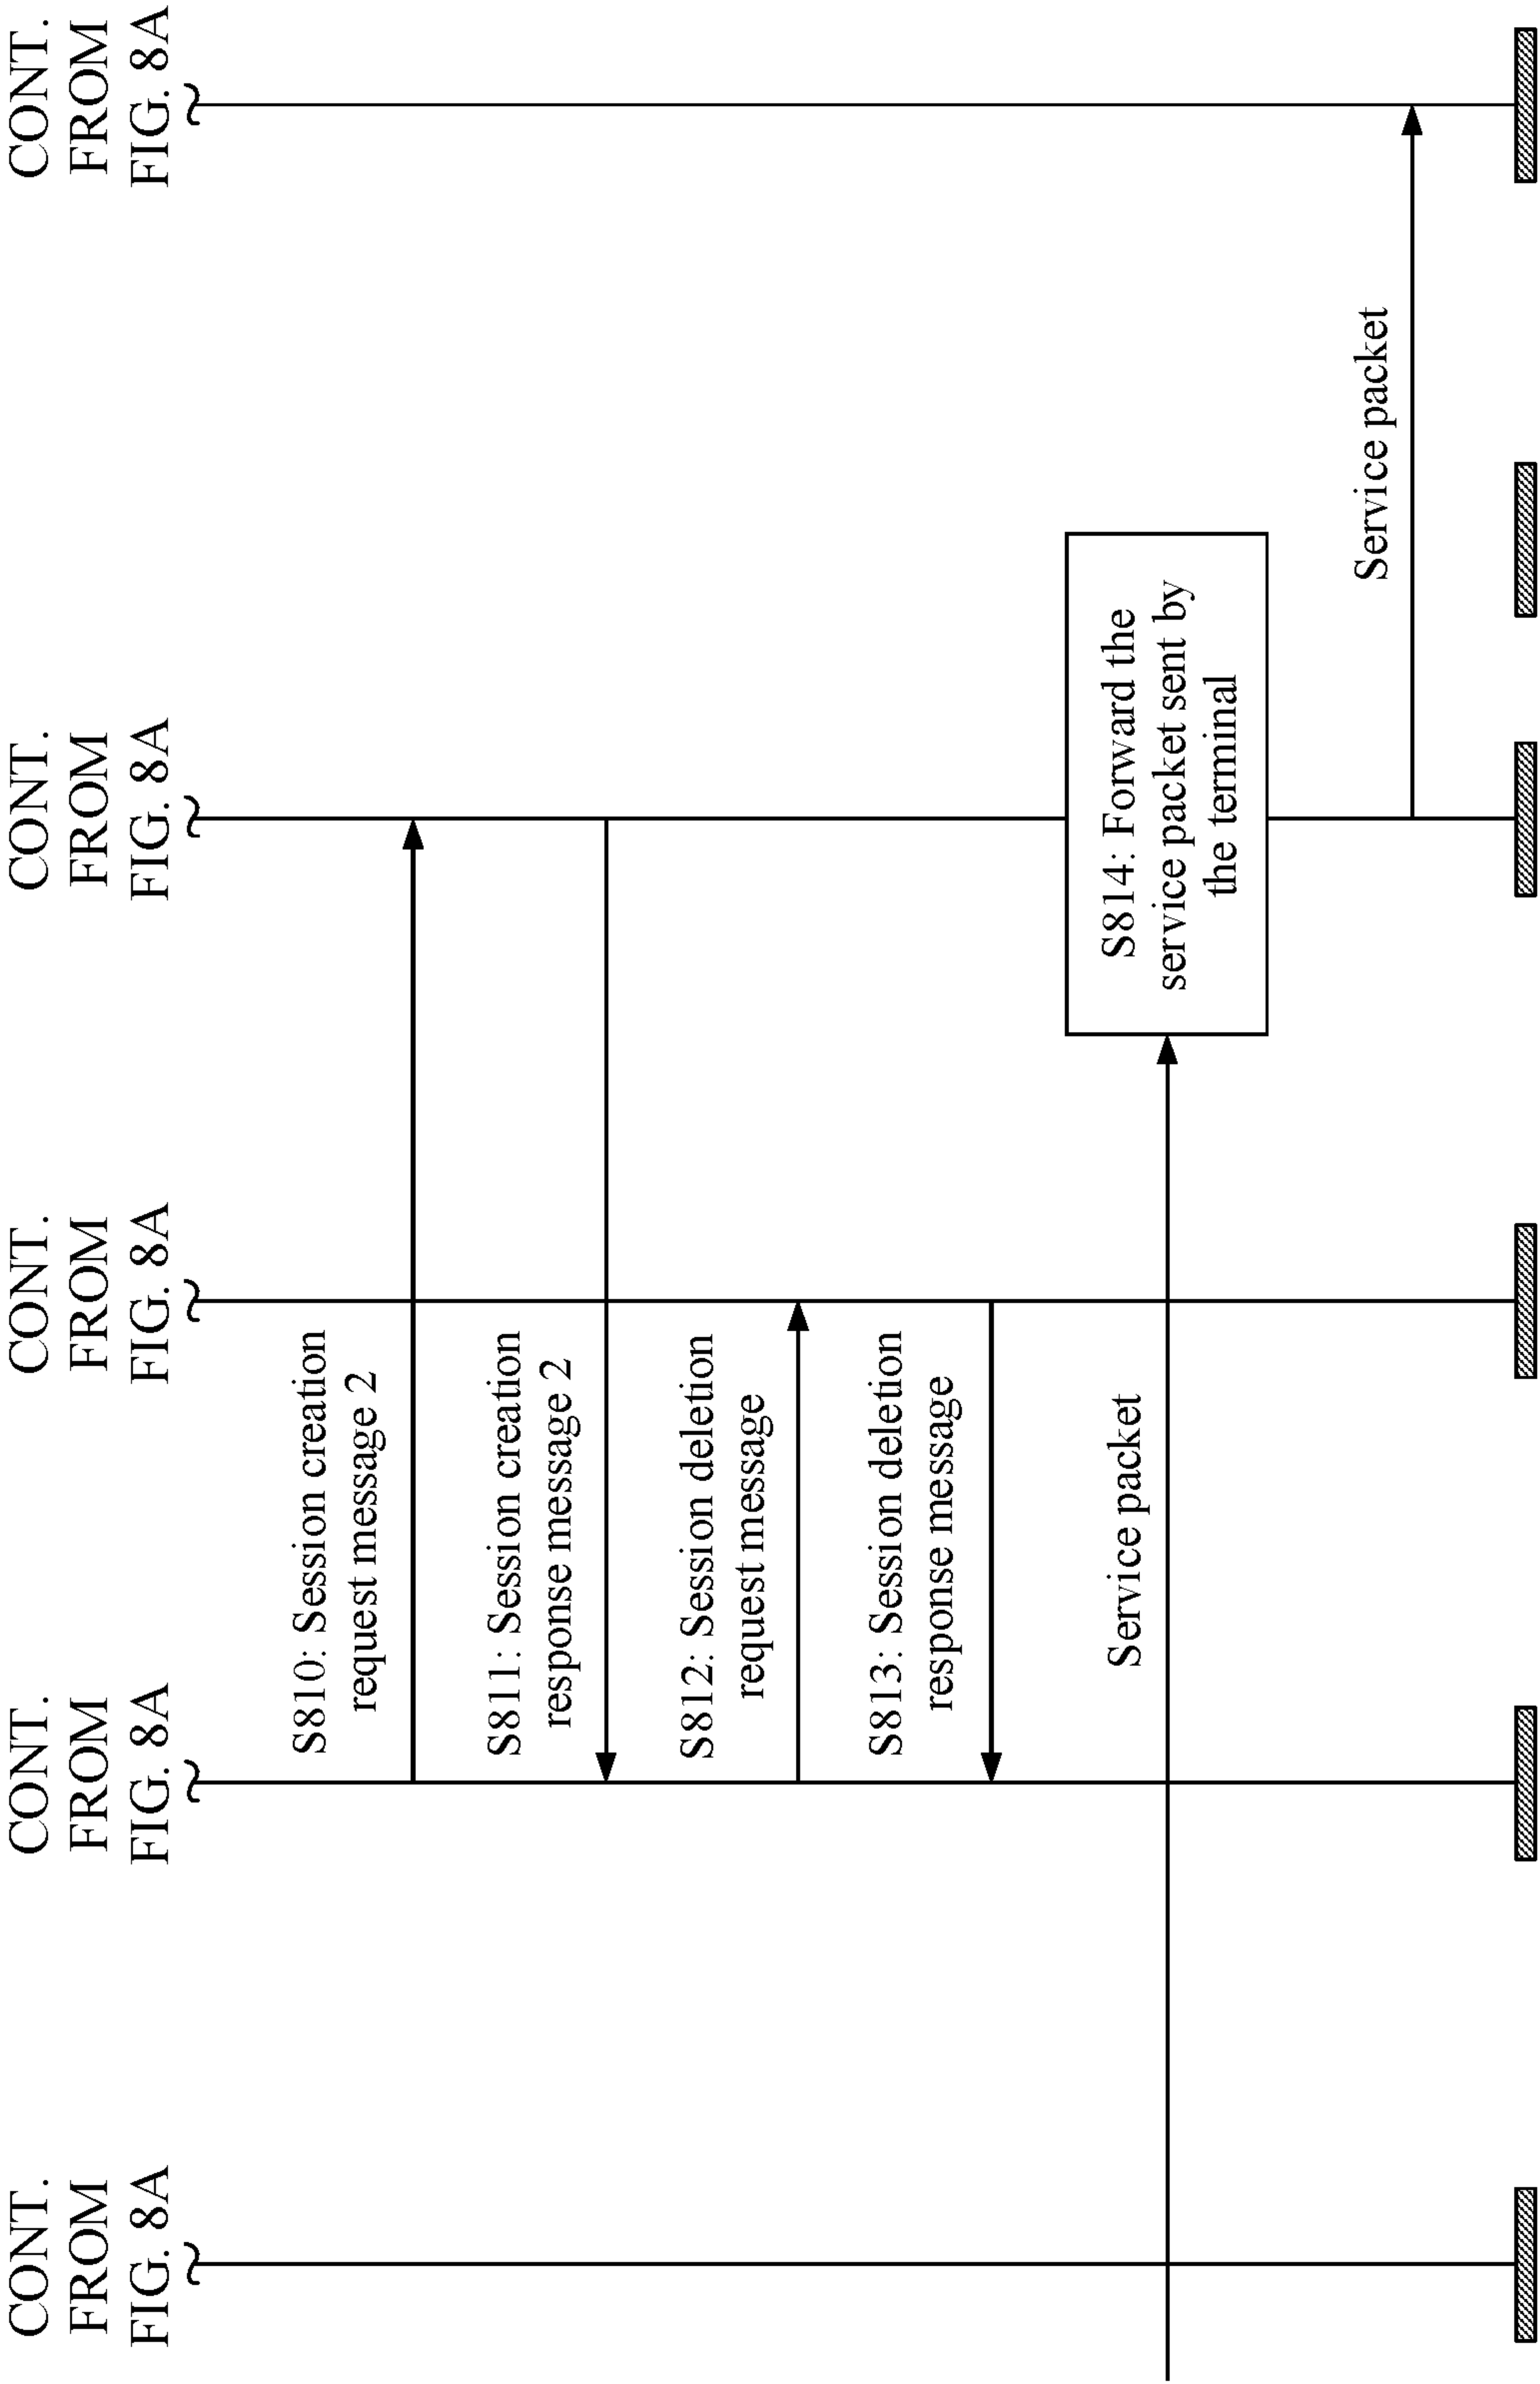 CONT.
FROM
FIG. 8A
CONT.
FROM
FIG. 8A
CONT.
FROM
FIG. 8A
CONT.
FROM
FIG. 8A
CONT.
FROM
FIG. 8A
S810: Session creation
request message 2
S811: Session creation
response message 2
S812: Session deletion
request message
S813: Session deletion
response message
Service packet
S814: Forward the
service packet sent by
the terminal
Service packet